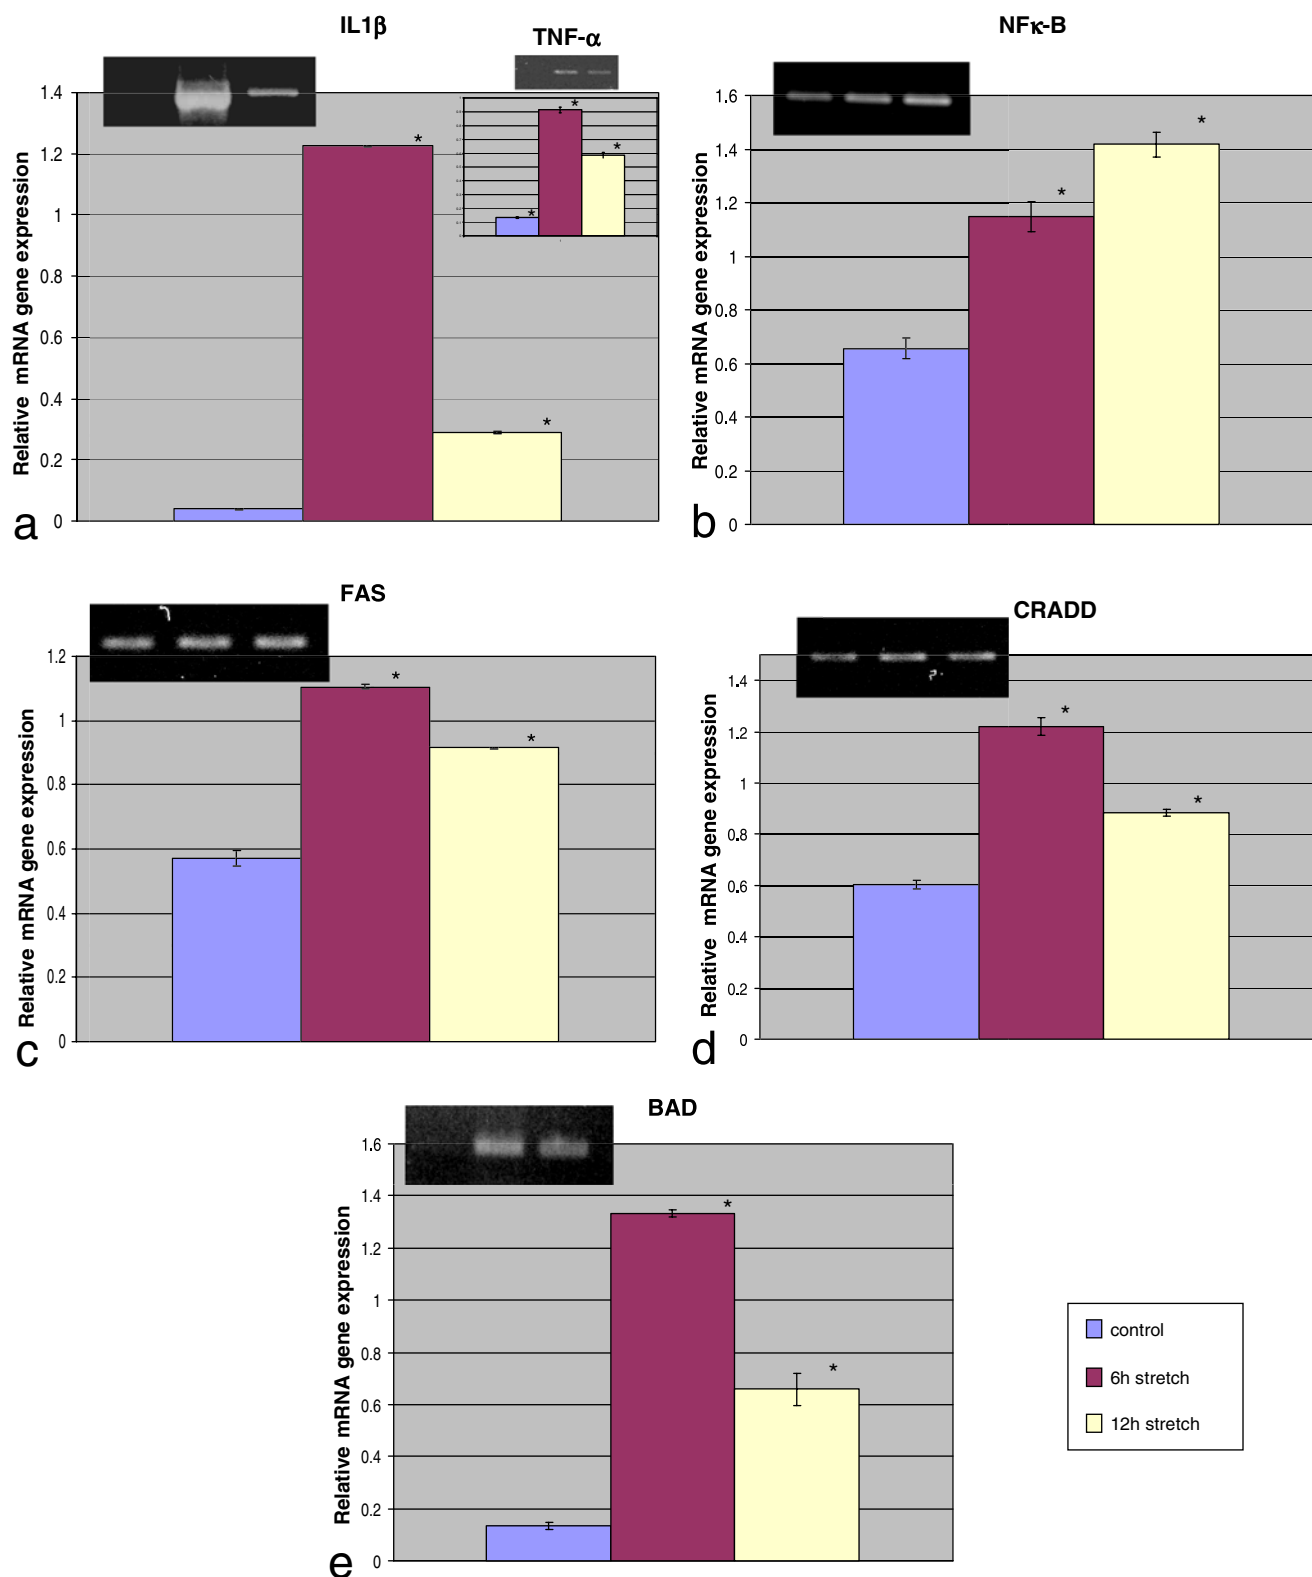 IL1β
TNF-α
Relative mRNA gene expression
1.4
1.2
1
0.8
0.6
0.4
0.2
0
*
*
*
*
*
a
NFκ-B
Relative mRNA gene expression
1.6
1.4
1.2
1
0.8
0.6
0.4
0.2
0
*
*
b
FAS
Relative mRNA gene expression
1.2
1
0.8
0.6
0.4
0.2
0
*
*
c
CRADD
Relative mRNA gene expression
1.4
1.2
1
0.8
0.6
0.4
0.2
0
*
*
d
BAD
Relative mRNA gene expression
1.6
1.4
1.2
1
0.8
0.6
0.4
0.2
0
*
*
e
control
6h stretch
12h stretch